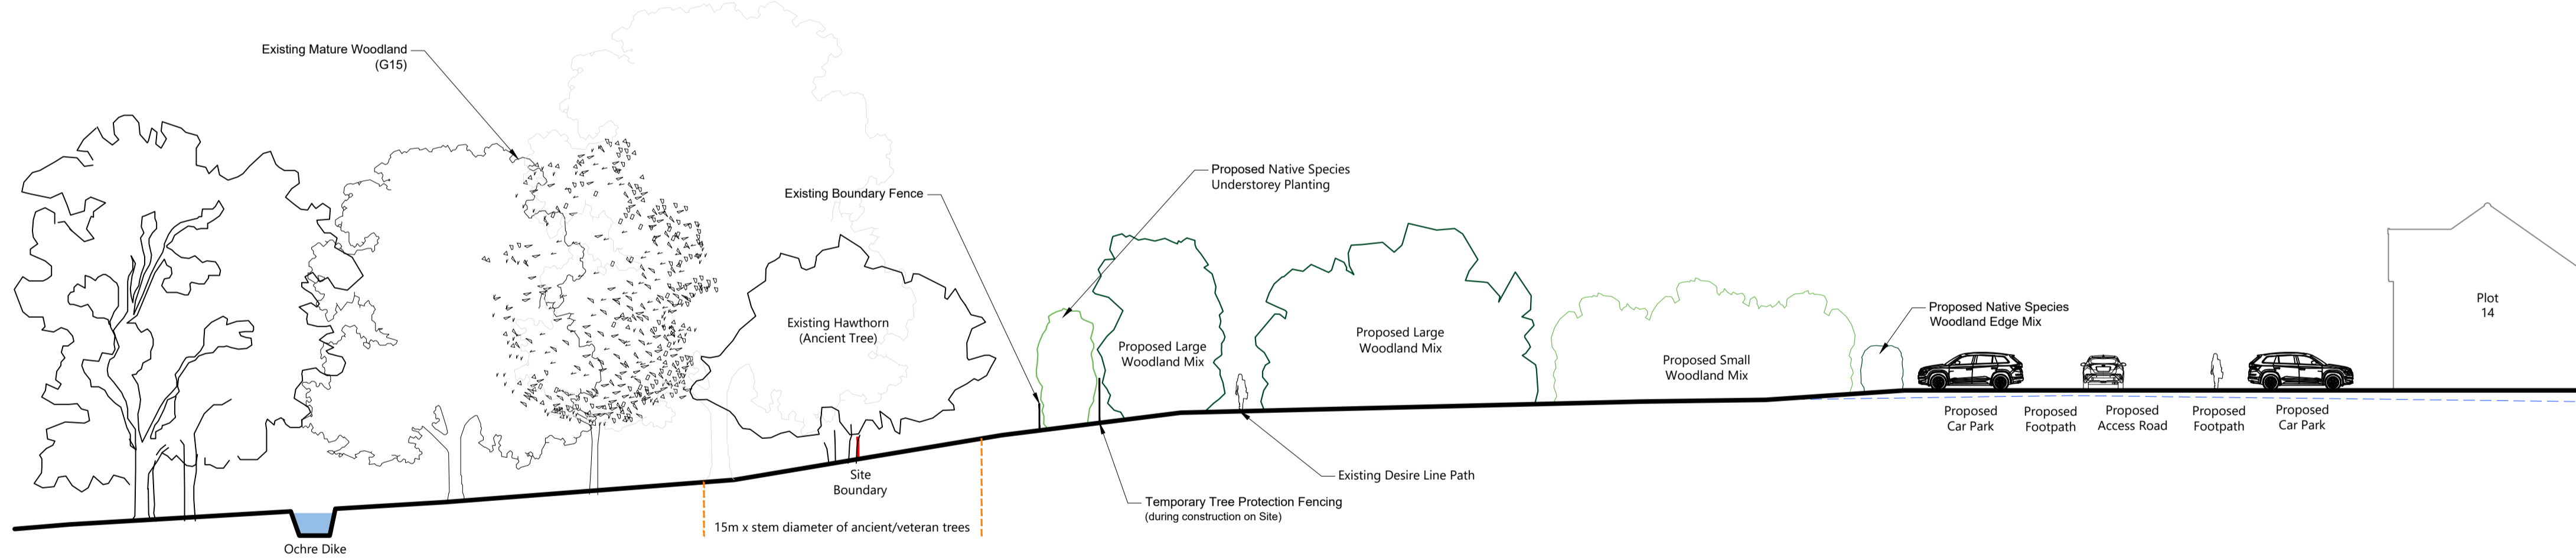 Existing Mature Woodland
(G15)
Existing Boundary Fence
Proposed Native Species
Understorey Planting
Existing Hawthorn
(Ancient Tree)
Proposed Large
Woodland Mix
Proposed Large
Woodland Mix
Proposed Small
Woodland Mix
Proposed Native Species
Woodland Edge Mix
Plot
14
Proposed
Car Park
Proposed
Footpath
Proposed
Access Road
Proposed
Footpath
Proposed
Car Park
Site
Boundary
Existing Desire Line Path
Temporary Tree Protection Fencing
(during construction on Site)
15m x stem diameter of ancient/veteran trees
Ochre Dike